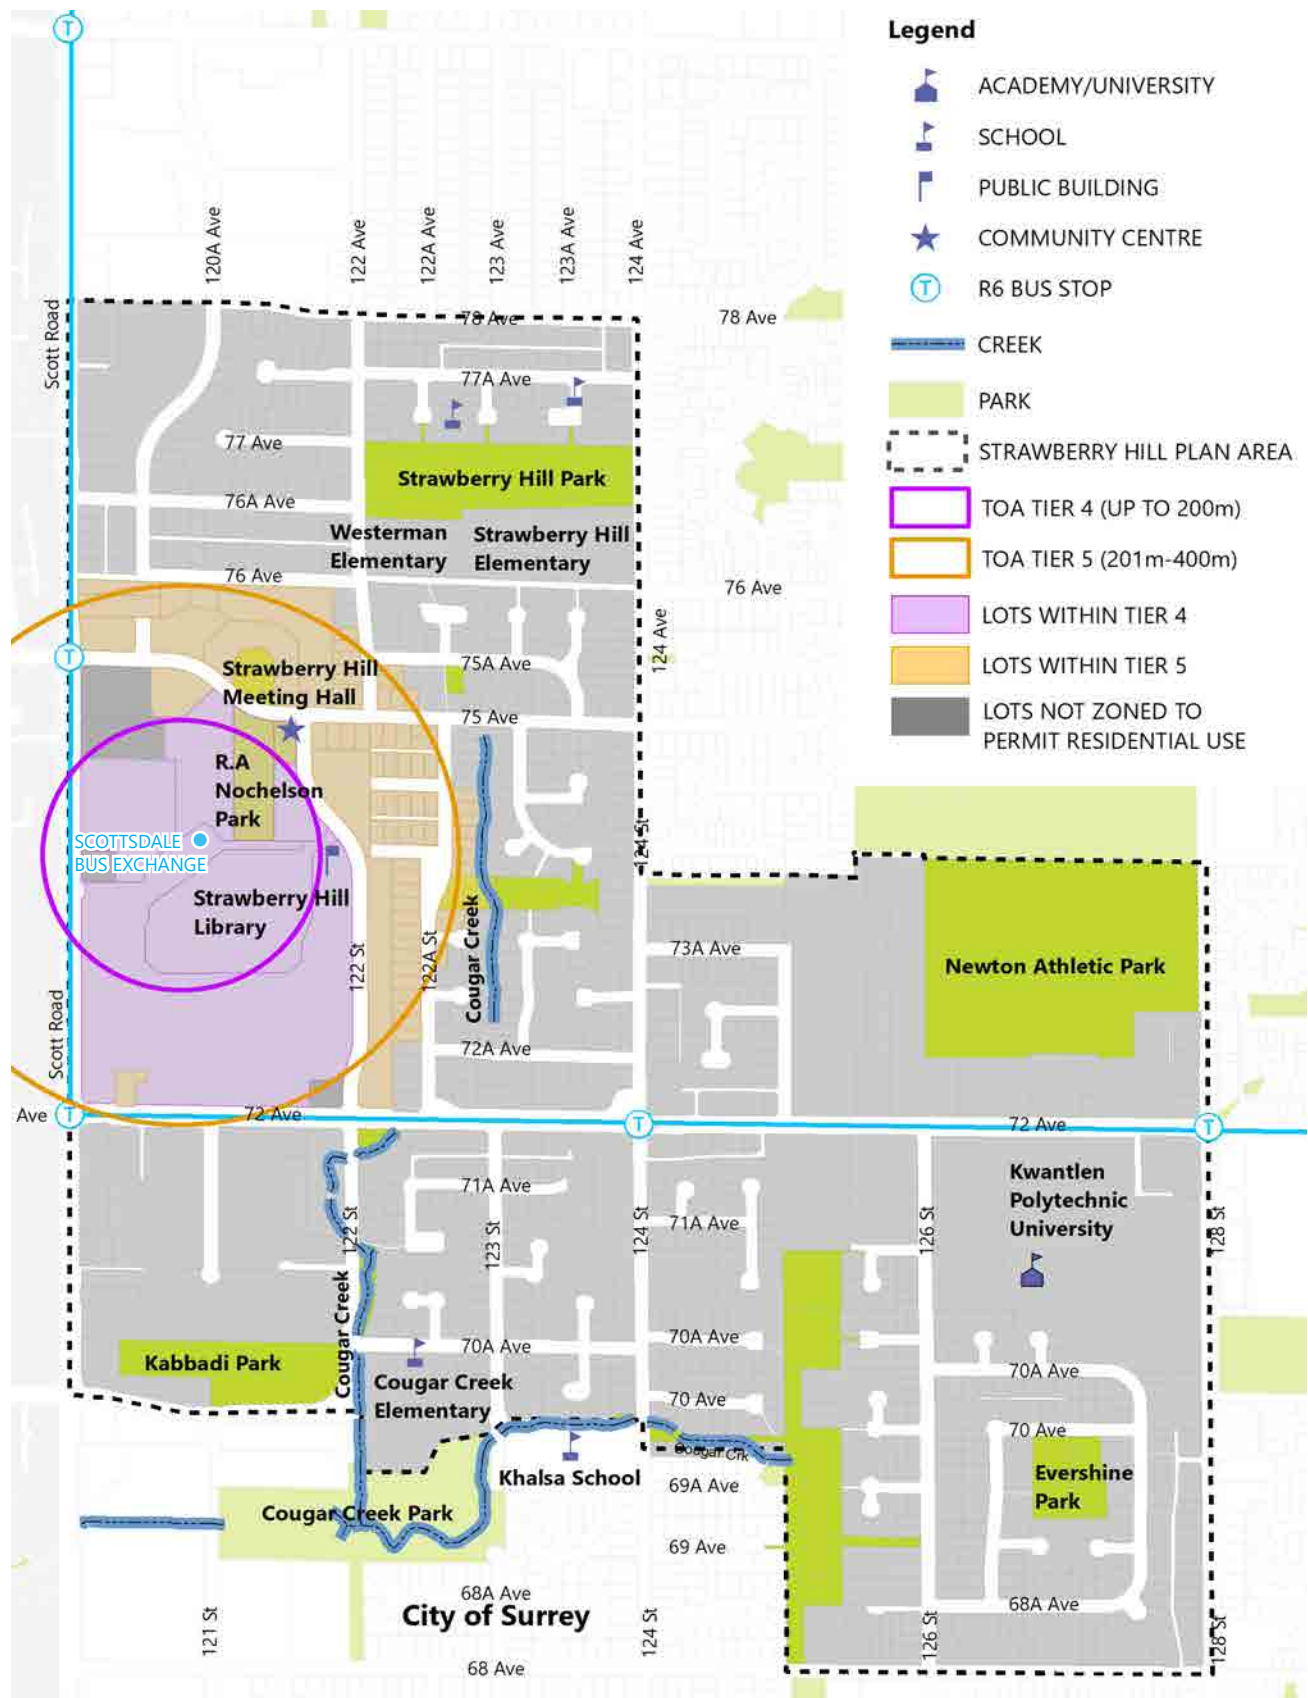 Legend
ACADEMY/UNIVERSITY
SCHOOL
PUBLIC BUILDING
COMMUNITY CENTRE
T
R6 BUS STOP
CREEK
PARK
STRAWBERRY HILL PLAN AREA
TOA TIER 4 (UP TO 200m)
TOA TIER 5 (201m-400m)
LOTS WITHIN TIER 4
LOTS WITHIN TIER 5
LOTS NOT ZONED TO
PERMIT RESIDENTIAL USE
T
120A Ave
122 Ave
122A Ave
123 Ave
123A Ave
124 Ave
Scott Road
78 Ave
78 Ave
77A Ave
77 Ave
Strawberry Hill Park
76A Ave
Westerman
Elementary
Strawberry Hill
Elementary
76 Ave
76 Ave
124 Ave
T
Strawberry Hill
Meeting Hall
75A Ave
75 Ave
R.A
Nochelson
Park
SCOTTSDALE
BUS EXCHANGE
124 St
Strawberry Hill
Library
122 St
122A St
Cougar Creek
73A Ave
Newton Athletic Park
Scott Road
72A Ave
Ave
T
72 Ave
T
72 Ave
T
Kwantlen
Polytechnic
University
71A Ave
71A Ave
122 St
123 St
124 St
126 St
128 St
Cougar Creek
70A Ave
70A Ave
70A Ave
Kabbadi Park
Cougar Creek
Elementary
70 Ave
70 Ave
Cougar Crk
Khalsa School
69A Ave
Evershine
Park
Cougar Creek Park
69 Ave
68A Ave
68A Ave
City of Surrey
121 St
124 St
126 St
128 St
68 Ave